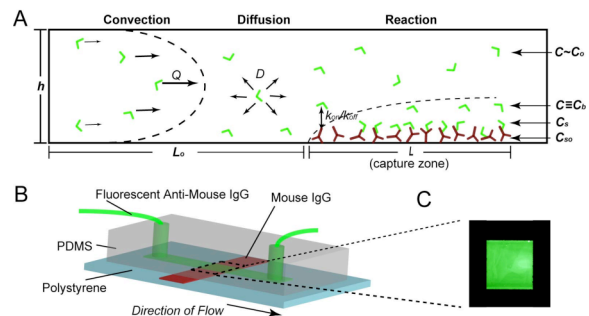 A
Convection
Diffusion
Reaction
h
Q
D
kon/koff
C~Co
C≡Cb
Cs
Cso
Lo
L
(capture zone)
B
Fluorescent Anti-Mouse IgG
Mouse IgG
PDMS
Polystyrene
Direction of Flow
C